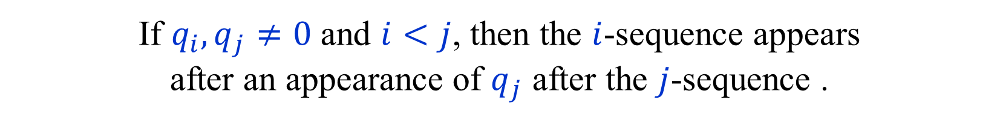 If q_i, q_j ≠ 0 and i < j, then the i-sequence appears
after an appearance of q_j after the j-sequence .